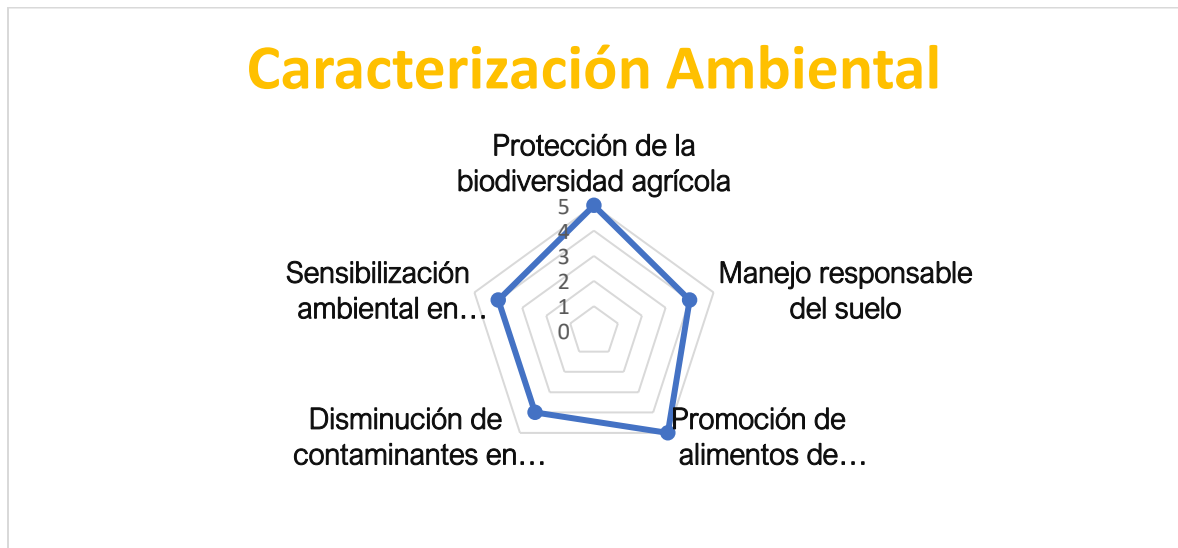 Caracterización Ambiental
Protección de la
biodiversidad agrícola
5
4
3
2
1
0
Sensibilización
ambiental en...
Manejo responsable
del suelo
Disminución de
contaminantes en...
Promoción de
alimentos de...